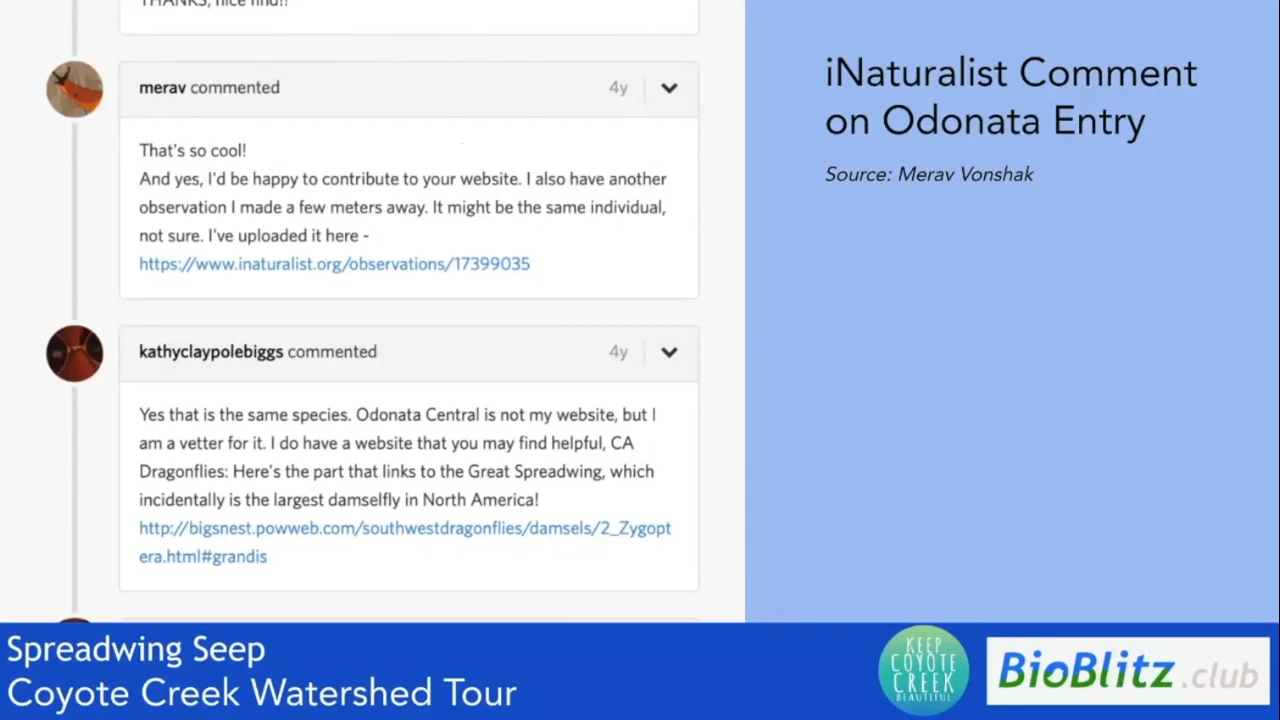 THANKS, nice find!!
merav commented 4y
That's so cool!
And yes, I'd be happy to contribute to your website. I also have another
observation I made a few meters away. It might be the same individual,
not sure. I've uploaded it here -
https://www.inaturalist.org/observations/17399035
kathyclaypolebiggs commented 4y
Yes that is the same species. Odonata Central is not my website, but I
am a vetter for it. I do have a website that you may find helpful, CA
Dragonflies: Here's the part that links to the Great Spreadwing, which
incidentally is the largest damselfly in North America!
http://bigsnest.powweb.com/southwestdragonflies/damsels/2_Zygopt
era.html#grandis
iNaturalist Comment
on Odonata Entry
Source: Merav Vonshak
Spreadwing Seep
Coyote Creek Watershed Tour
KEEP
COYOTE
CREEK
BEAUTIFUL
BioBlitz.club